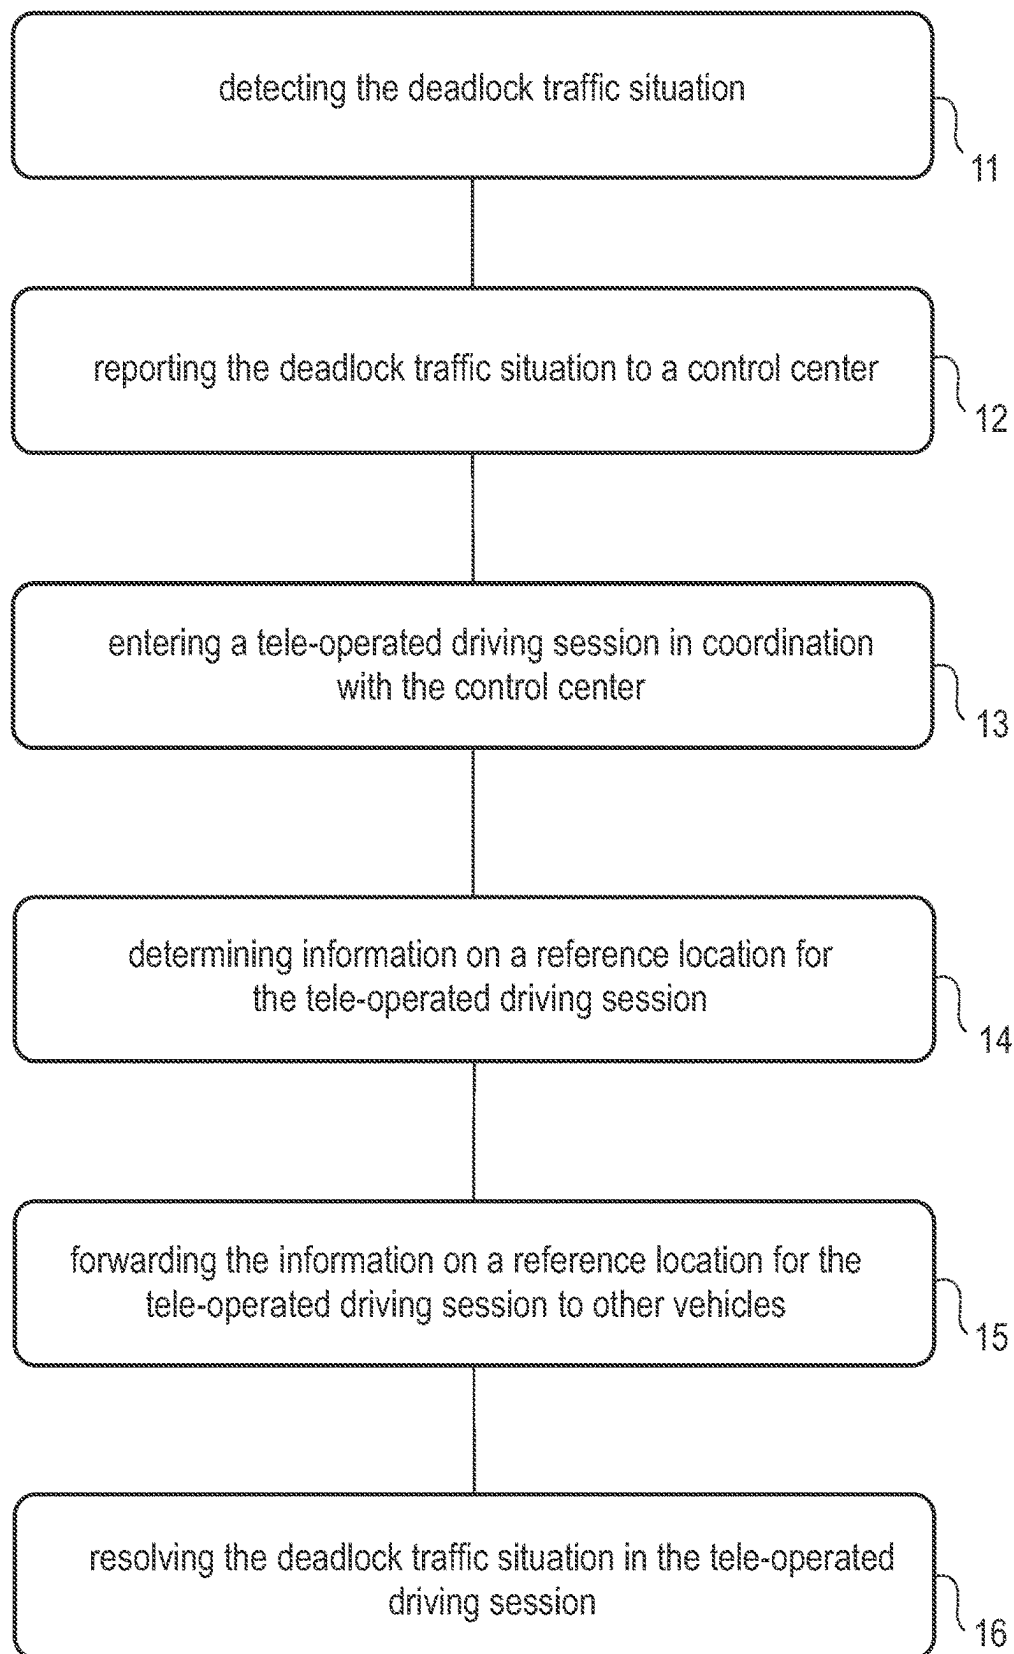 detecting the deadlock traffic situation
11
reporting the deadlock traffic situation to a control center
12
entering a tele-operated driving session in coordination
with the control center
13
determining information on a reference location for
the tele-operated driving session
14
forwarding the information on a reference location for the
tele-operated driving session to other vehicles
15
resolving the deadlock traffic situation in the tele-operated
driving session
16